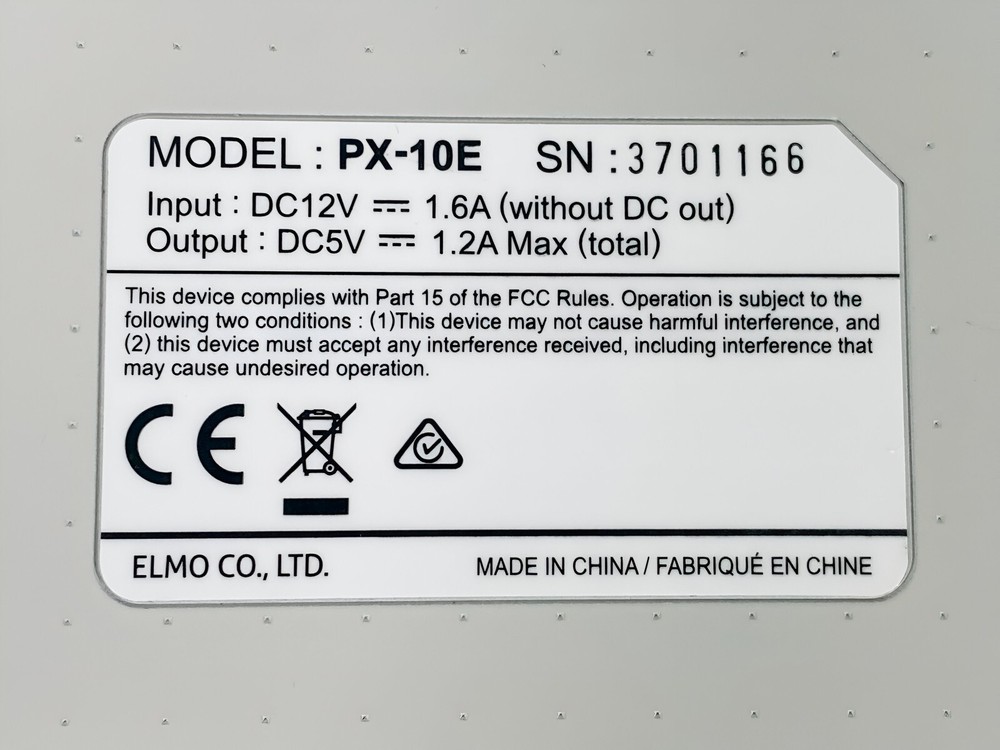 MODEL : PX-10E SN : 3701166
Input : DC12V ⎓ 1.6A (without DC out)
Output : DC5V ⎓ 1.2A Max (total)
This device complies with Part 15 of the FCC Rules. Operation is subject to the
following two conditions : (1)This device may not cause harmful interference, and
(2) this device must accept any interference received, including interference that
may cause undesired operation.
CE
ELMO CO., LTD. MADE IN CHINA / FABRIQUÉ EN CHINE